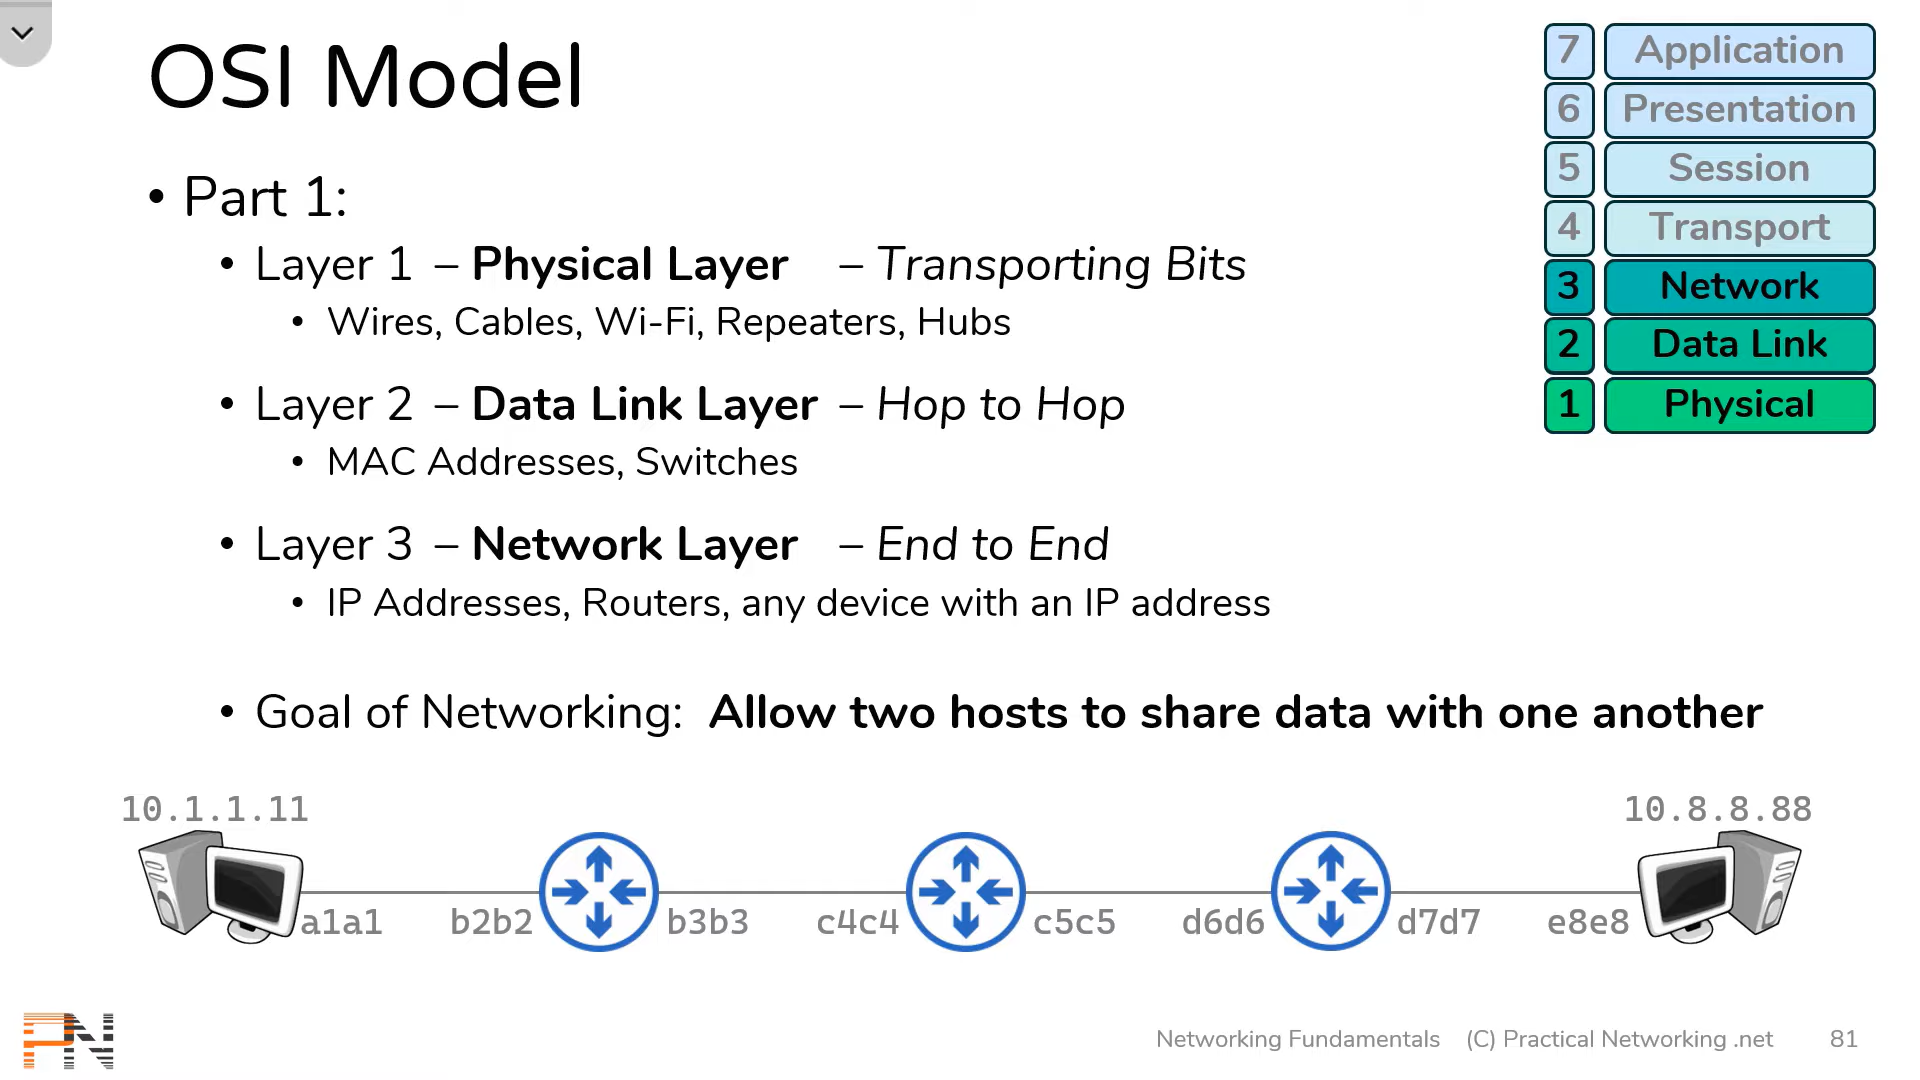 OSI Model
7 Application
6 Presentation
5 Session
4 Transport
3 Network
2 Data Link
1 Physical
• Part 1:
• Layer 1 – Physical Layer – Transporting Bits
• Wires, Cables, Wi-Fi, Repeaters, Hubs
• Layer 2 – Data Link Layer – Hop to Hop
• MAC Addresses, Switches
• Layer 3 – Network Layer – End to End
• IP Addresses, Routers, any device with an IP address
• Goal of Networking: Allow two hosts to share data with one another
10.1.1.11 10.8.8.88
a1a1 b2b2 b3b3 c4c4 c5c5 d6d6 d7d7 e8e8
PN
Networking Fundamentals (C) Practical Networking .net 81